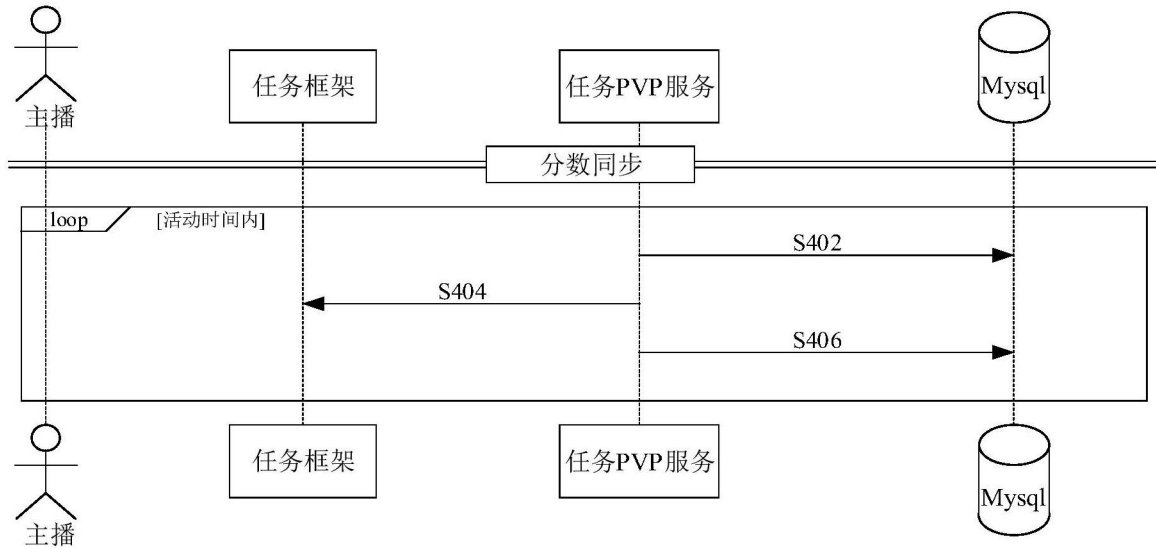 主播
任务框架
任务PVP服务
Mysql
分数同步
loop
[活动时间内]
S402
S404
S406
主播
任务框架
任务PVP服务
Mysql